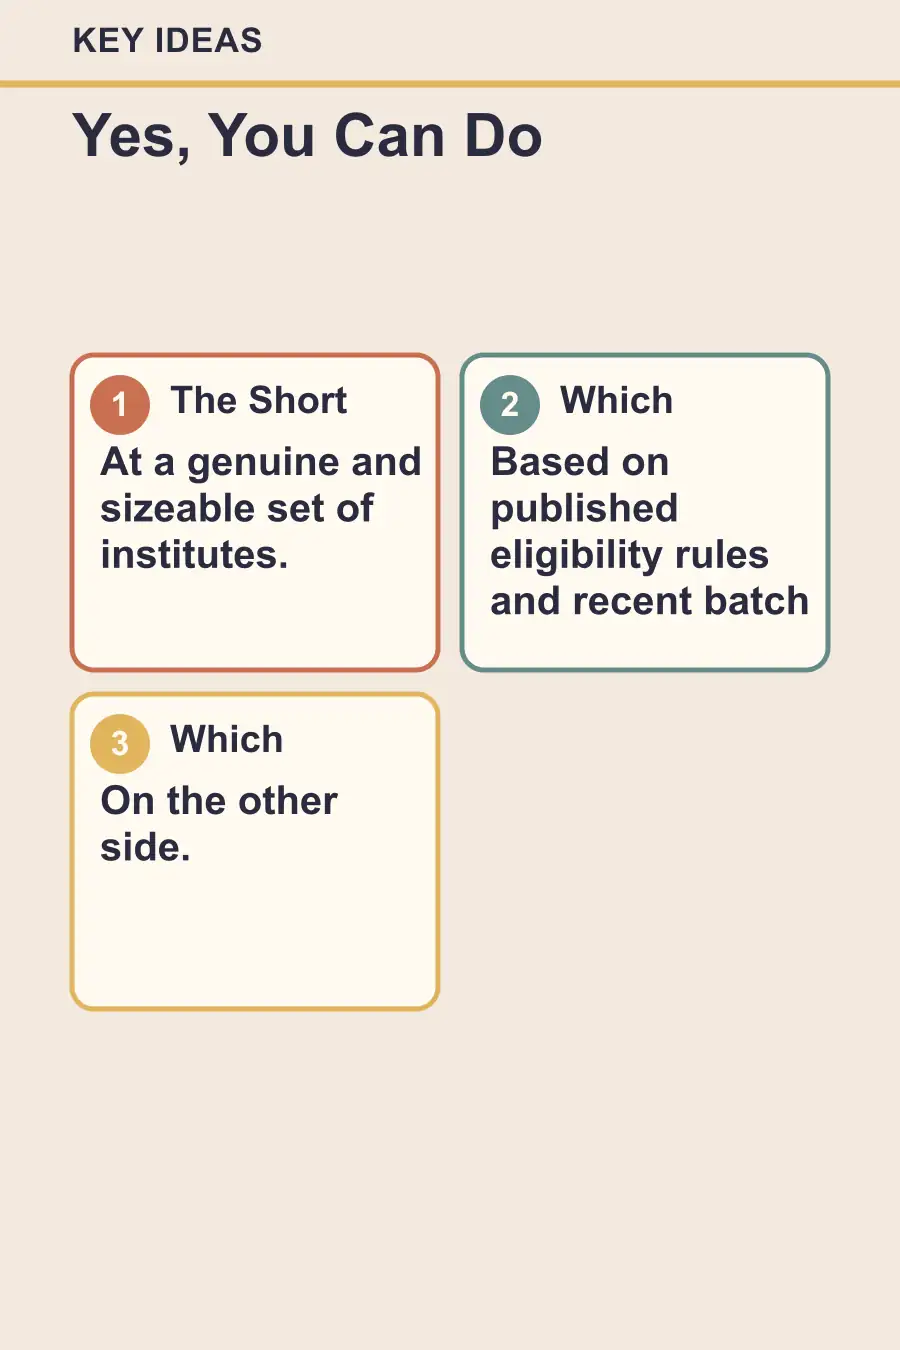 KEY IDEAS
Yes, You Can Do
1
The Short
At a genuine and
sizeable set of
institutes.
2
Which
Based on
published
eligibility rules
and recent batch
3
Which
On the other
side.